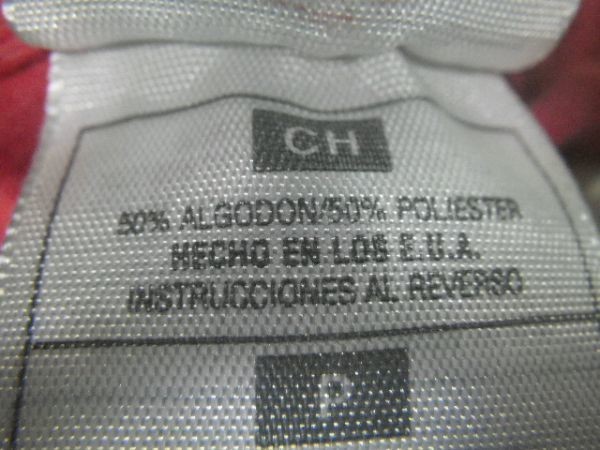 CH
50% ALGODON/50% POLIESTER
HECHO EN LOS E.U.A.
INSTRUCCIONES AL REVERSO
P